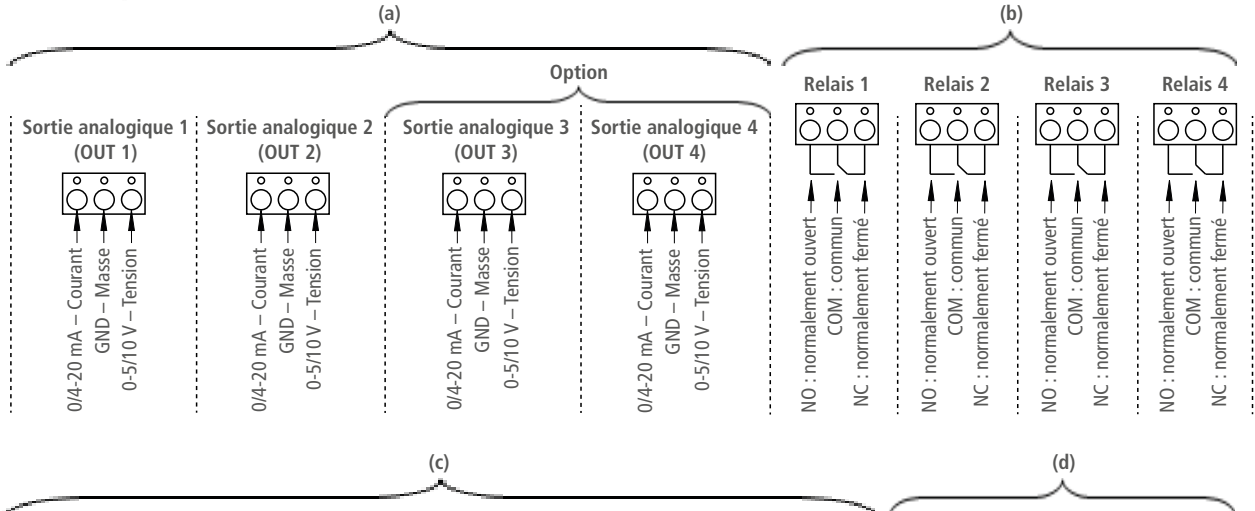 (a)
(b)
Option
Relais 1
Relais 2
Relais 3
Relais 4
Sortie analogique 1
(OUT 1)
Sortie analogique 2
(OUT 2)
Sortie analogique 3
(OUT 3)
Sortie analogique 4
(OUT 4)
0/4-20 mA – Courant
GND – Masse
0-5/10 V – Tension
0/4-20 mA – Courant
GND – Masse
0-5/10 V – Tension
0/4-20 mA – Courant
GND – Masse
0-5/10 V – Tension
0/4-20 mA – Courant
GND – Masse
0-5/10 V – Tension
NO : normalement ouvert
COM : commun
NC : normalement fermé
NO : normalement ouvert
COM : commun
NC : normalement fermé
NO : normalement ouvert
COM : commun
NC : normalement fermé
NO : normalement ouvert
COM : commun
NC : normalement fermé
(c)
(d)